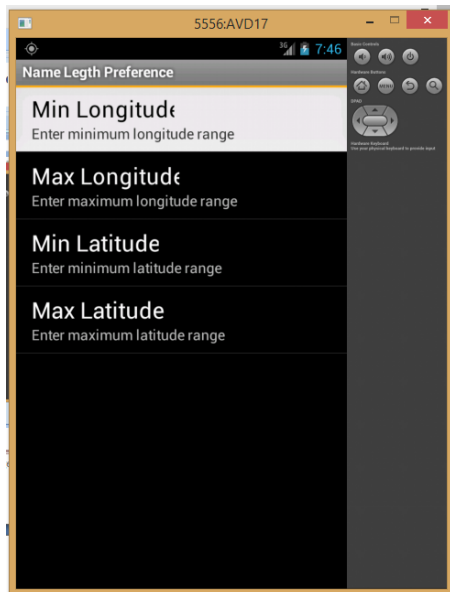 5556:AVD17
3G 7:46
Name Legth Preference
Min Longitude
Enter minimum longitude range
Max Longitude
Enter maximum longitude range
Min Latitude
Enter minimum latitude range
Max Latitude
Enter maximum latitude range
Basic Controls
Hardware Buttons
MENU
DPAD
Hardware Keyboard
Use your physical keyboard to provide input